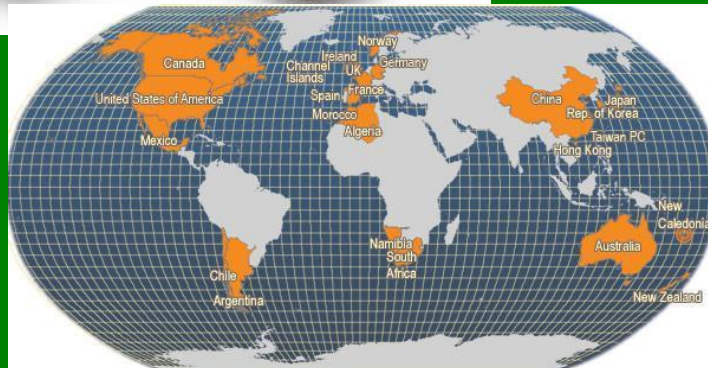 Norway
Canada
Ireland
Channel
Islands
UK
Germany
United States of America
Spain
France
China
Japan
Rep. of Korea
Morocco
Algeria
Mexico
Taiwan PC
Hong Kong
New
Caledonia
Namibia
South
Africa
Australia
Chile
Argentina
New Zealand